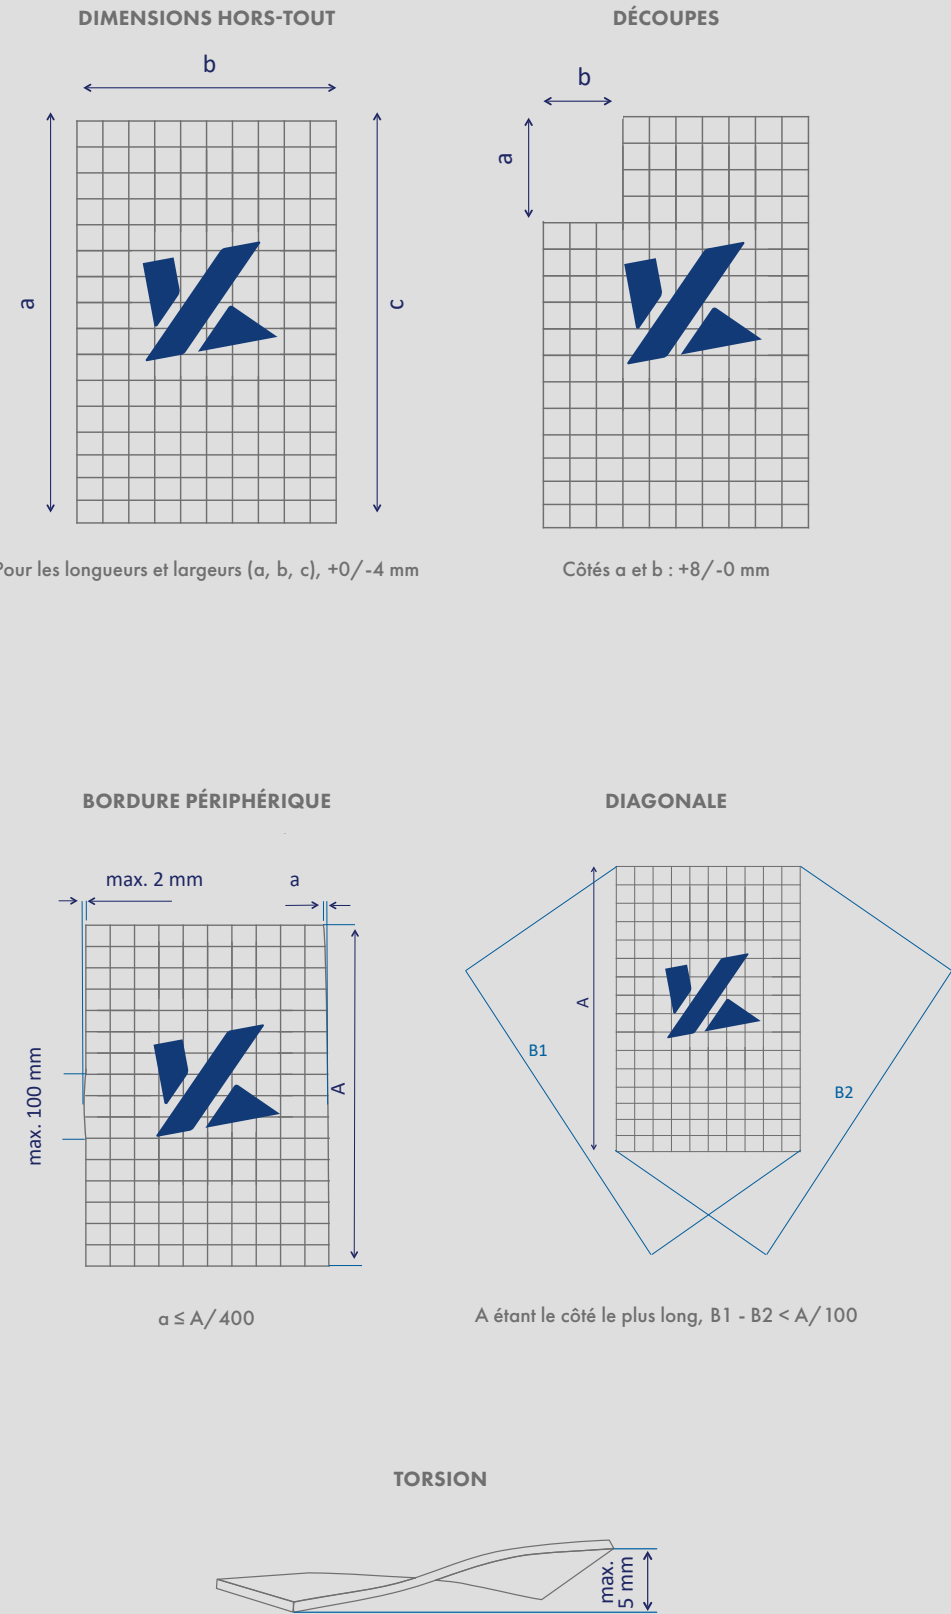 DIMENSIONS HORS-TOUT
b
a
c
Pour les longueurs et largeurs (a, b, c), +0/-4 mm
DÉCOUPES
b
a
Côtés a et b : +8/-0 mm
BORDURE PÉRIPHÉRIQUE
max. 2 mm
a
max. 100 mm
A
a ≤ A/400
DIAGONALE
A
B1
B2
A étant le côté le plus long, B1 - B2 < A/100
TORSION
max.
5 mm